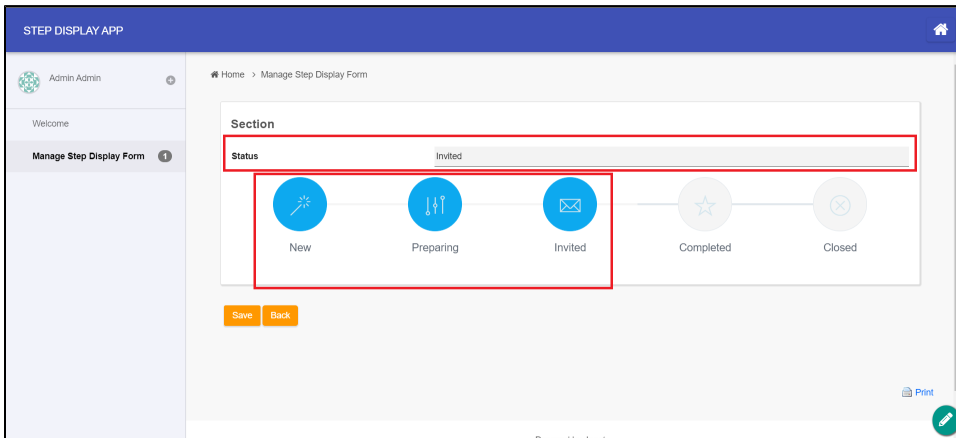 STEP DISPLAY APP
Admin Admin
Home > Manage Step Display Form
Welcome
Manage Step Display Form 1
Section
Status Invited
New Preparing Invited Completed Closed
Save Back
Print